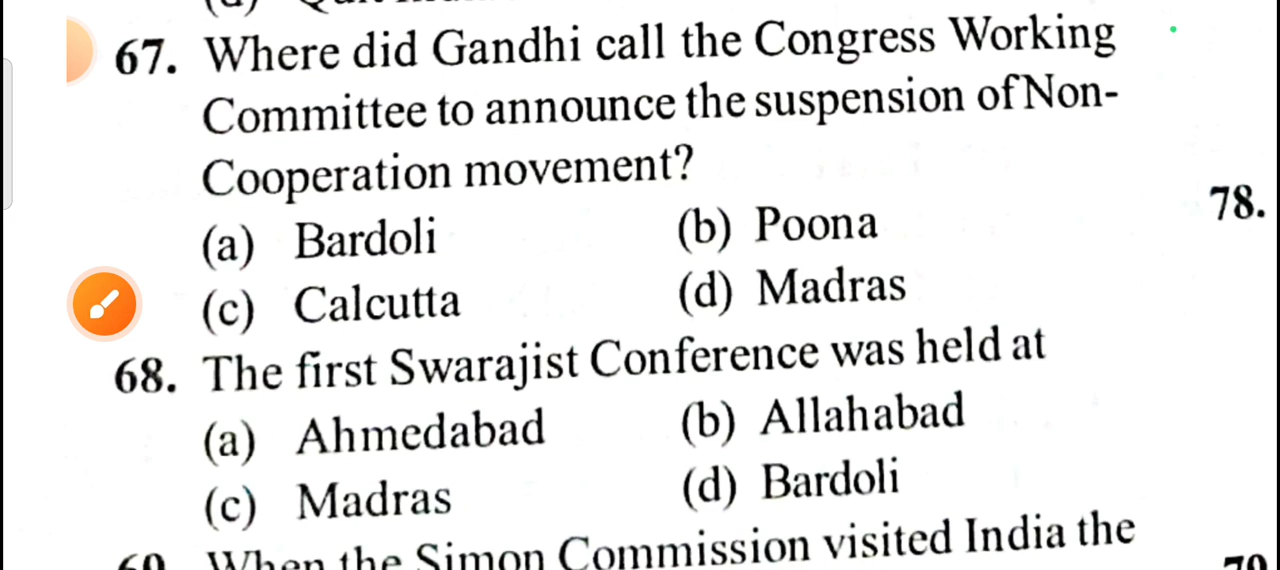 67. Where did Gandhi call the Congress Working
Committee to announce the suspension of Non-
Cooperation movement?
(a) Bardoli (b) Poona
78.
(c) Calcutta (d) Madras
68. The first Swarajist Conference was held at
(a) Ahmedabad (b) Allahabad
(c) Madras (d) Bardoli
When the Simon Commission visited India the